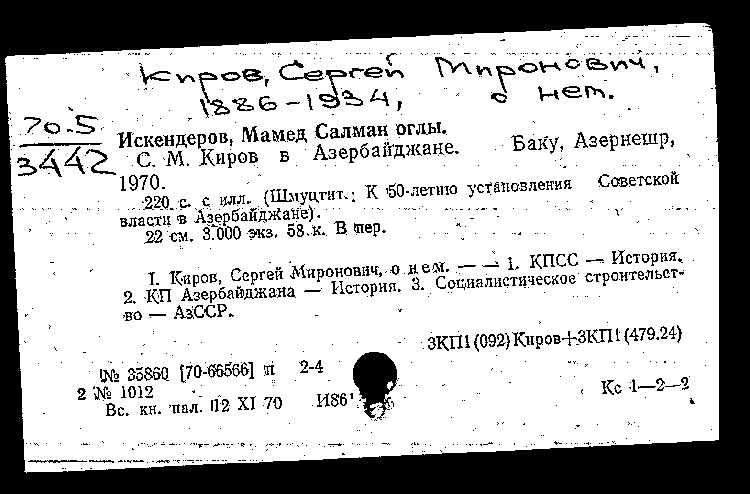 Киров, Сергей Миронович,
1886-1934, о нем.
70.5
3442
Искендеров, Мамед Салман оглы.
С. М. Киров в Азербайджане. Баку, Азернешр,
1970.
220 с. с илл. (Шмуцтит.: К 50-летию установления Советской
власти в Азербайджане).
22 см. 3.000 экз. 58 к. В пер.
1. Киров, Сергей Миронович, о нем. — — 1. КПСС — История.
2. КП Азербайджана — История. 3. Социалистическое строительст-
во — АзССР.
3КП1(092)Киров+3КП1(479.24)
№ 35860 [70-66566] п 2-4
2 № 1012
Вс. кн. пал. 12 XI 70 И86
Кс 1—2—2